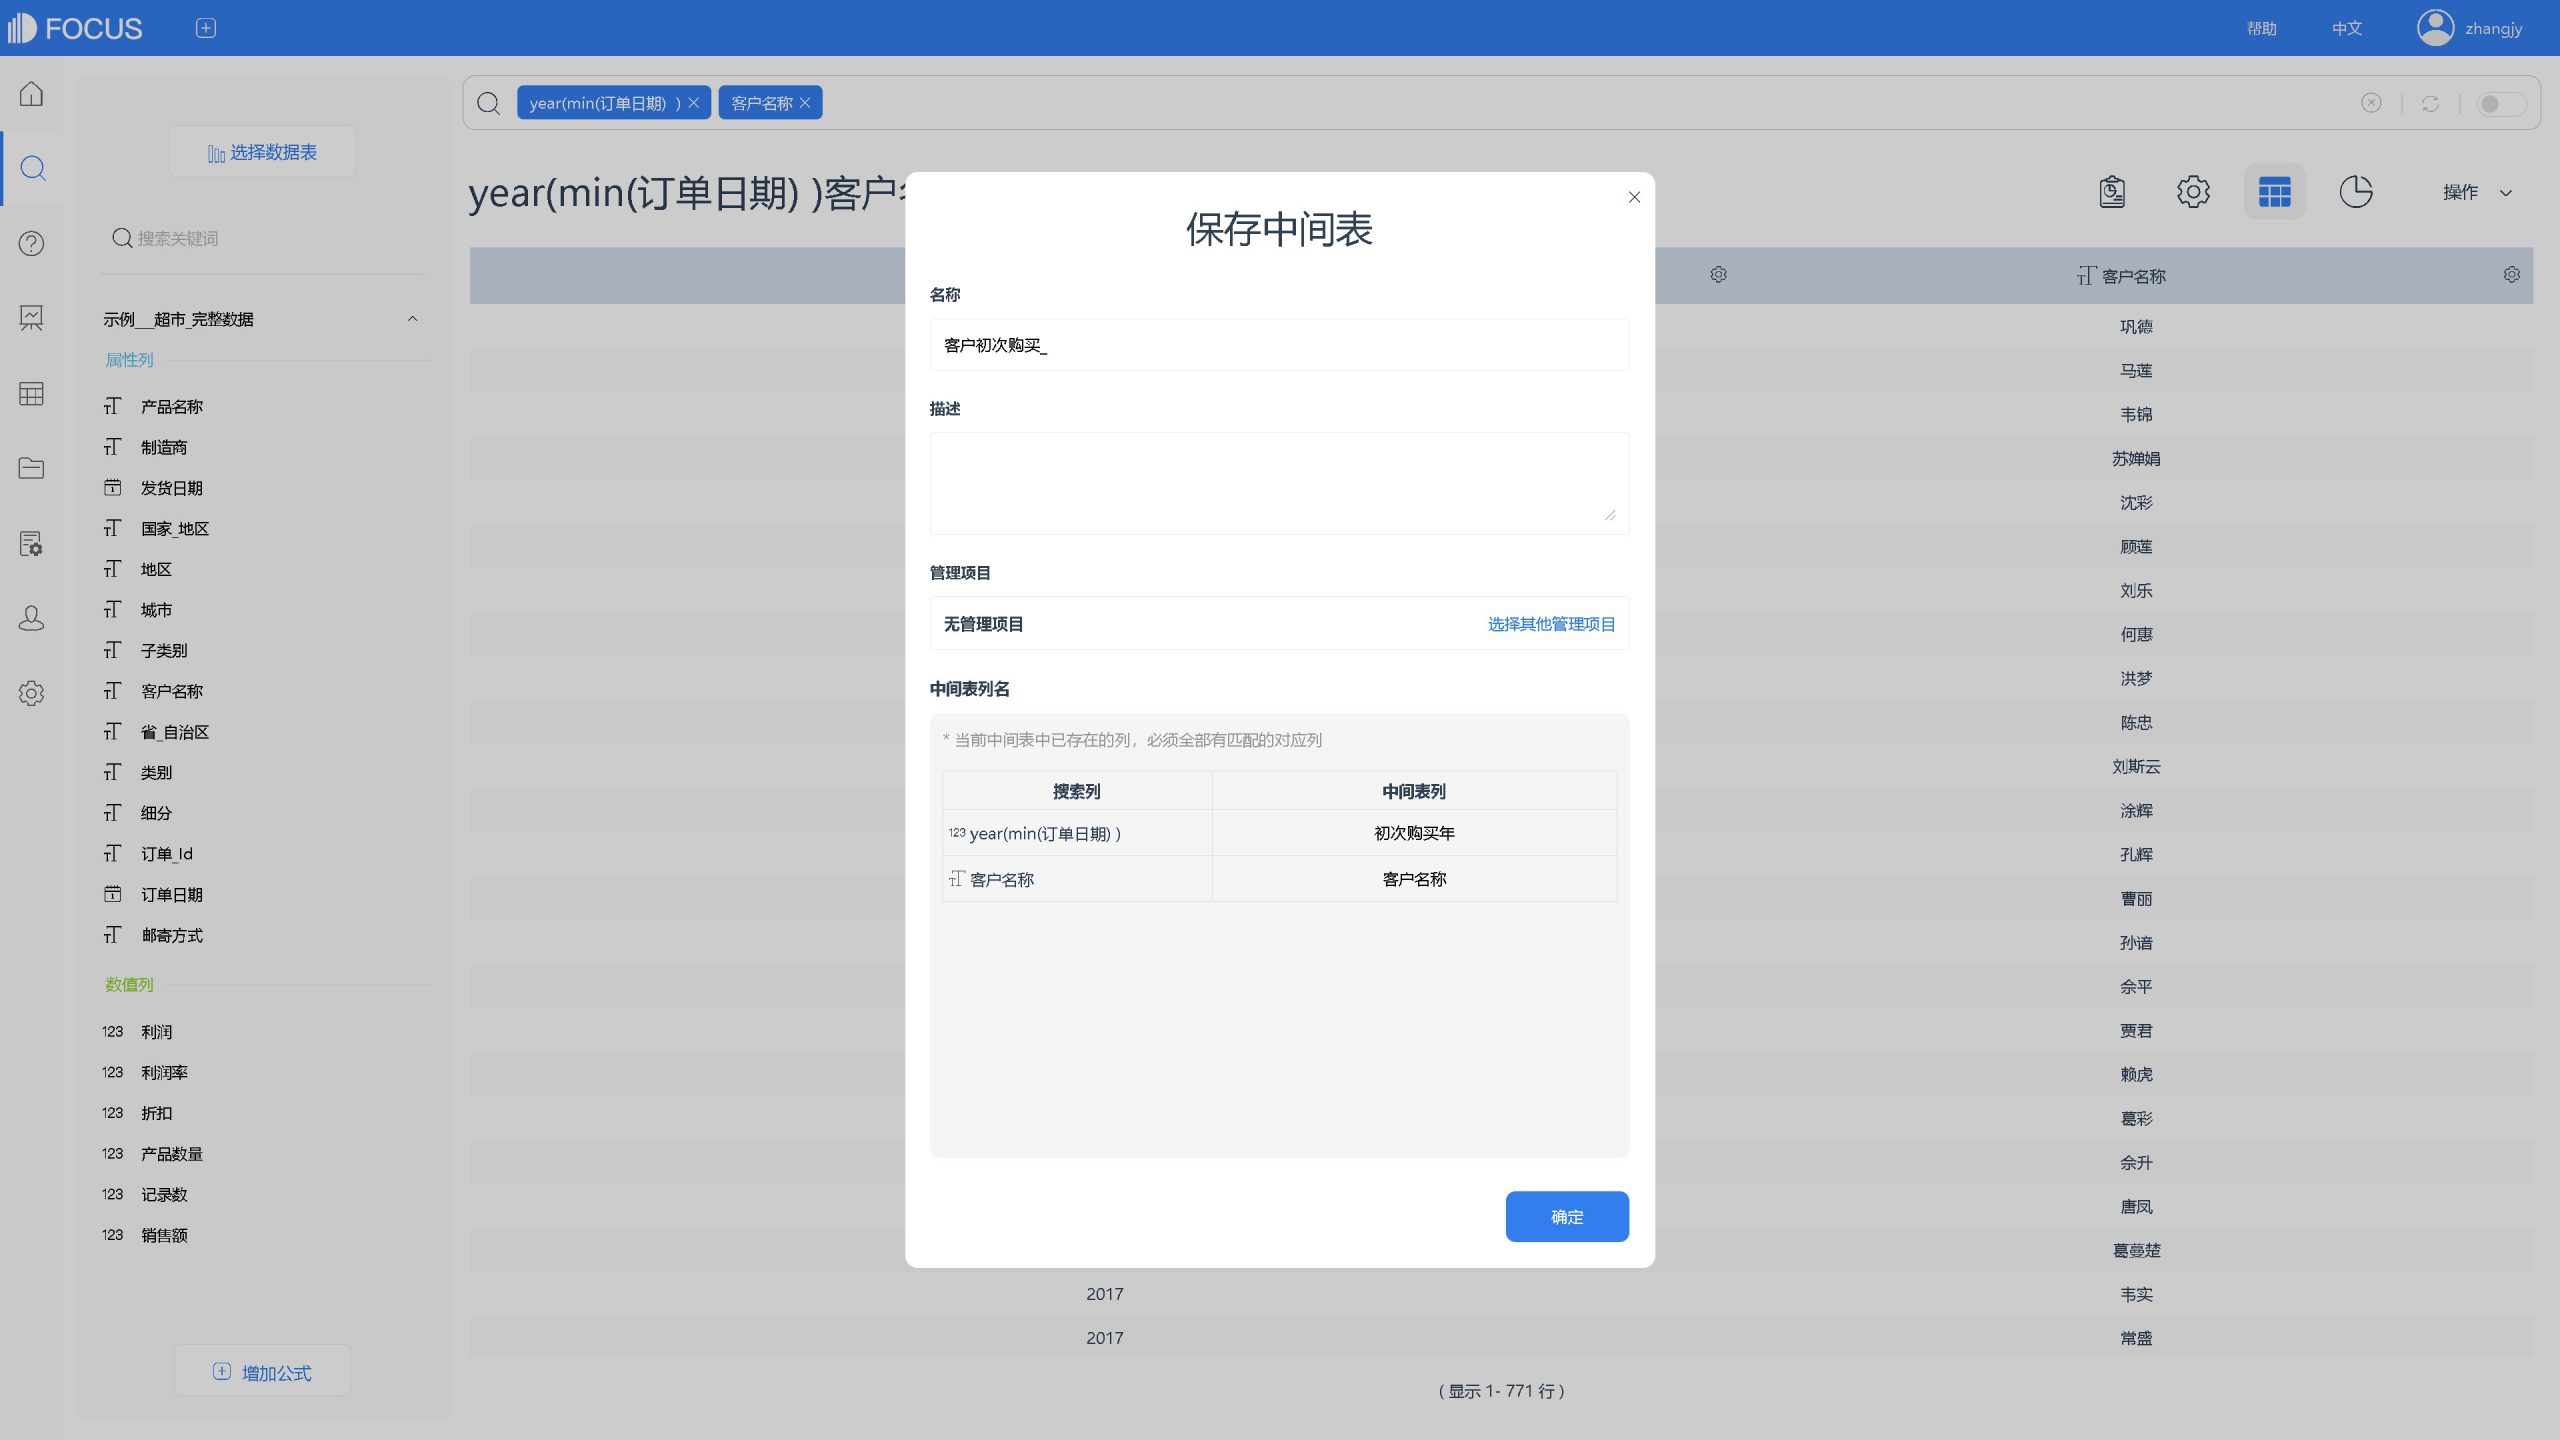 FOCUS
帮助
中文
zhangjy
选择数据表
搜索关键词
示例___超市_完整数据
属性列
产品名称
制造商
发货日期
国家_地区
地区
城市
子类别
客户名称
省_自治区
类别
细分
订单_Id
订单日期
邮寄方式
数值列
123 利润
123 利润率
123 折扣
123 产品数量
123 记录数
123 销售额
增加公式
year(min(订单日期) ) 客户名称
year(min(订单日期) )客户
操作
客户名称
巩德
马莲
韦锦
苏婵娟
沈彩
顾莲
刘乐
何惠
洪梦
陈忠
刘斯云
涂辉
孔辉
曹丽
孙谙
佘平
贾君
赖虎
葛彩
佘升
唐凤
葛蔓楚
2017 韦实
2017 常盛
( 显示 1- 771 行 )
保存中间表
名称
客户初次购买_
描述
管理项目
无管理项目 选择其他管理项目
中间表列名
* 当前中间表中已存在的列，必须全部有匹配的对应列
搜索列 中间表列
123 year(min(订单日期) ) 初次购买年
客户名称 客户名称
确定